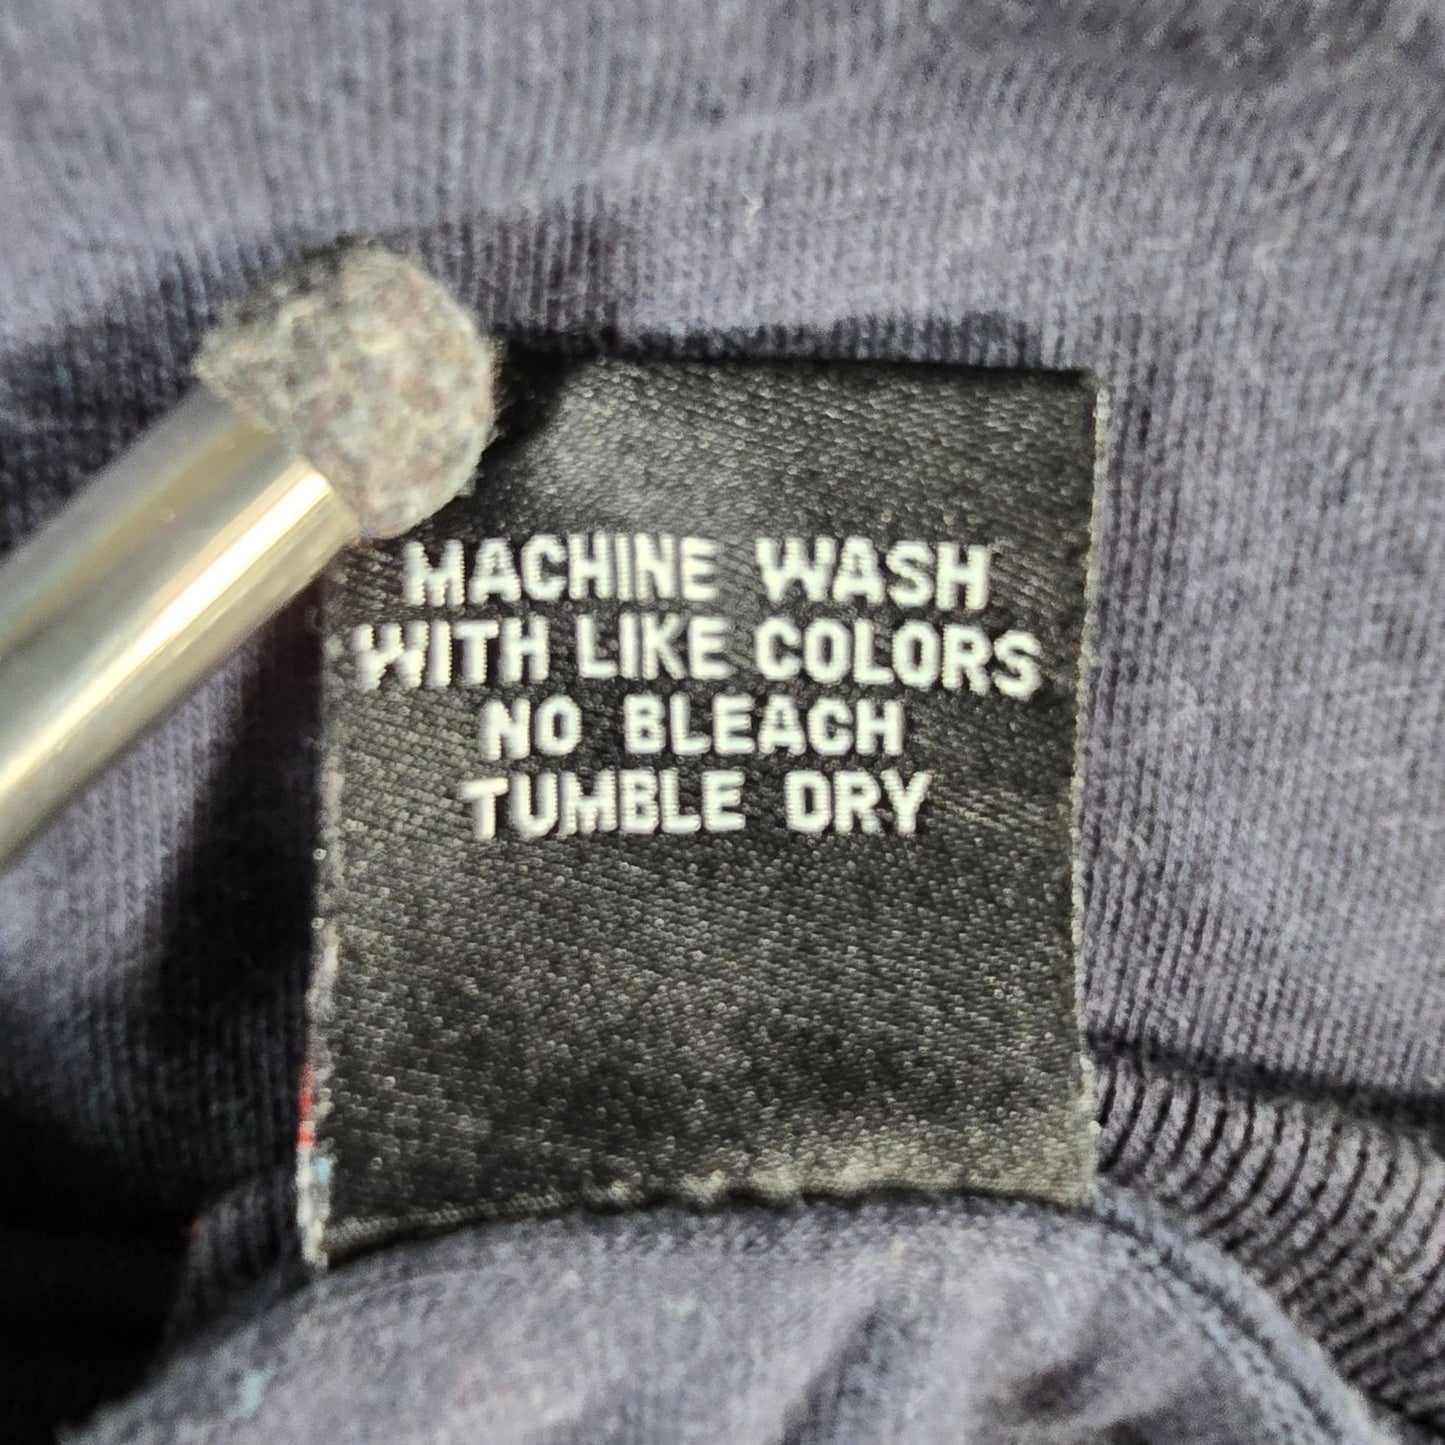 MACHINE WASH
WITH LIKE COLORS
NO BLEACH
TUMBLE DRY